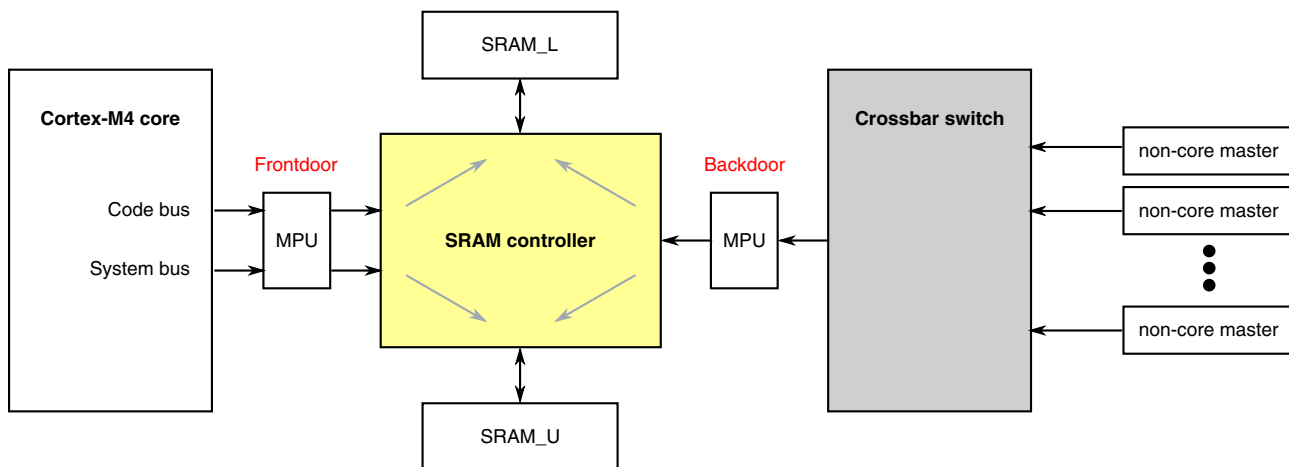 SRAM_L
Cortex-M4 core
Crossbar switch
Frontdoor
Backdoor
non-core master
Code bus
MPU
SRAM controller
MPU
non-core master
System bus
non-core master
SRAM_U